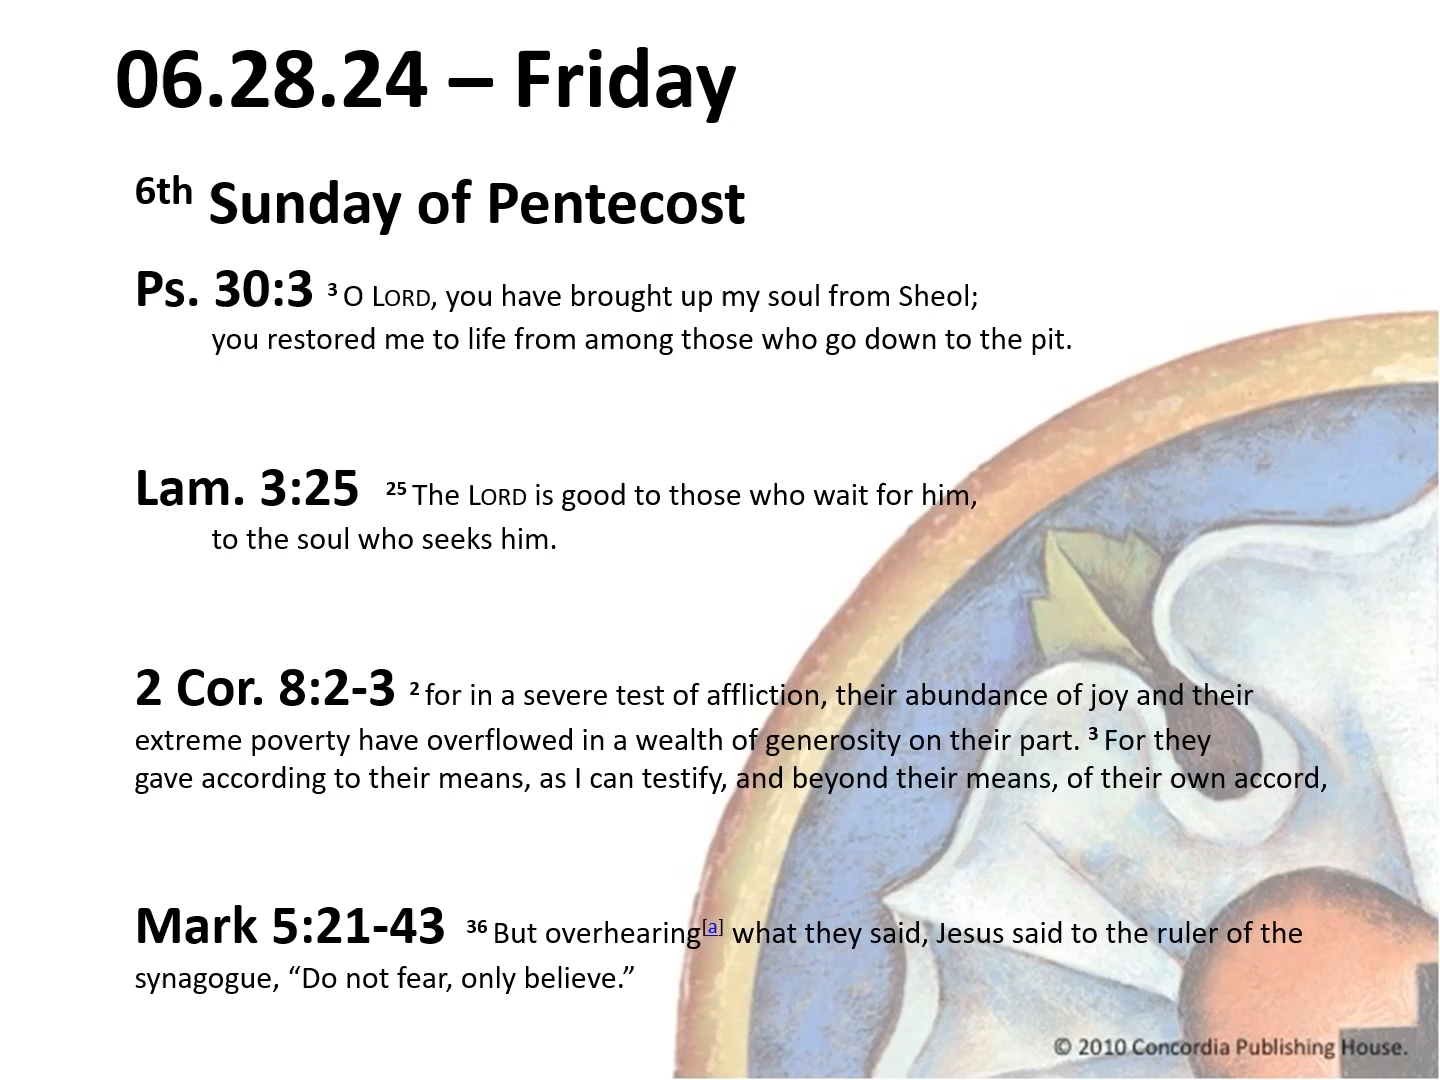 06.28.24 – Friday
6th Sunday of Pentecost
Ps. 30:3 3 O LORD, you have brought up my soul from Sheol;
you restored me to life from among those who go down to the pit.
Lam. 3:25 25 The LORD is good to those who wait for him,
to the soul who seeks him.
2 Cor. 8:2-3 2 for in a severe test of affliction, their abundance of joy and their
extreme poverty have overflowed in a wealth of generosity on their part. 3 For they
gave according to their means, as I can testify, and beyond their means, of their own accord,
Mark 5:21-43 36 But overhearing[a] what they said, Jesus said to the ruler of the
synagogue, “Do not fear, only believe.”
© 2010 Concordia Publishing House.